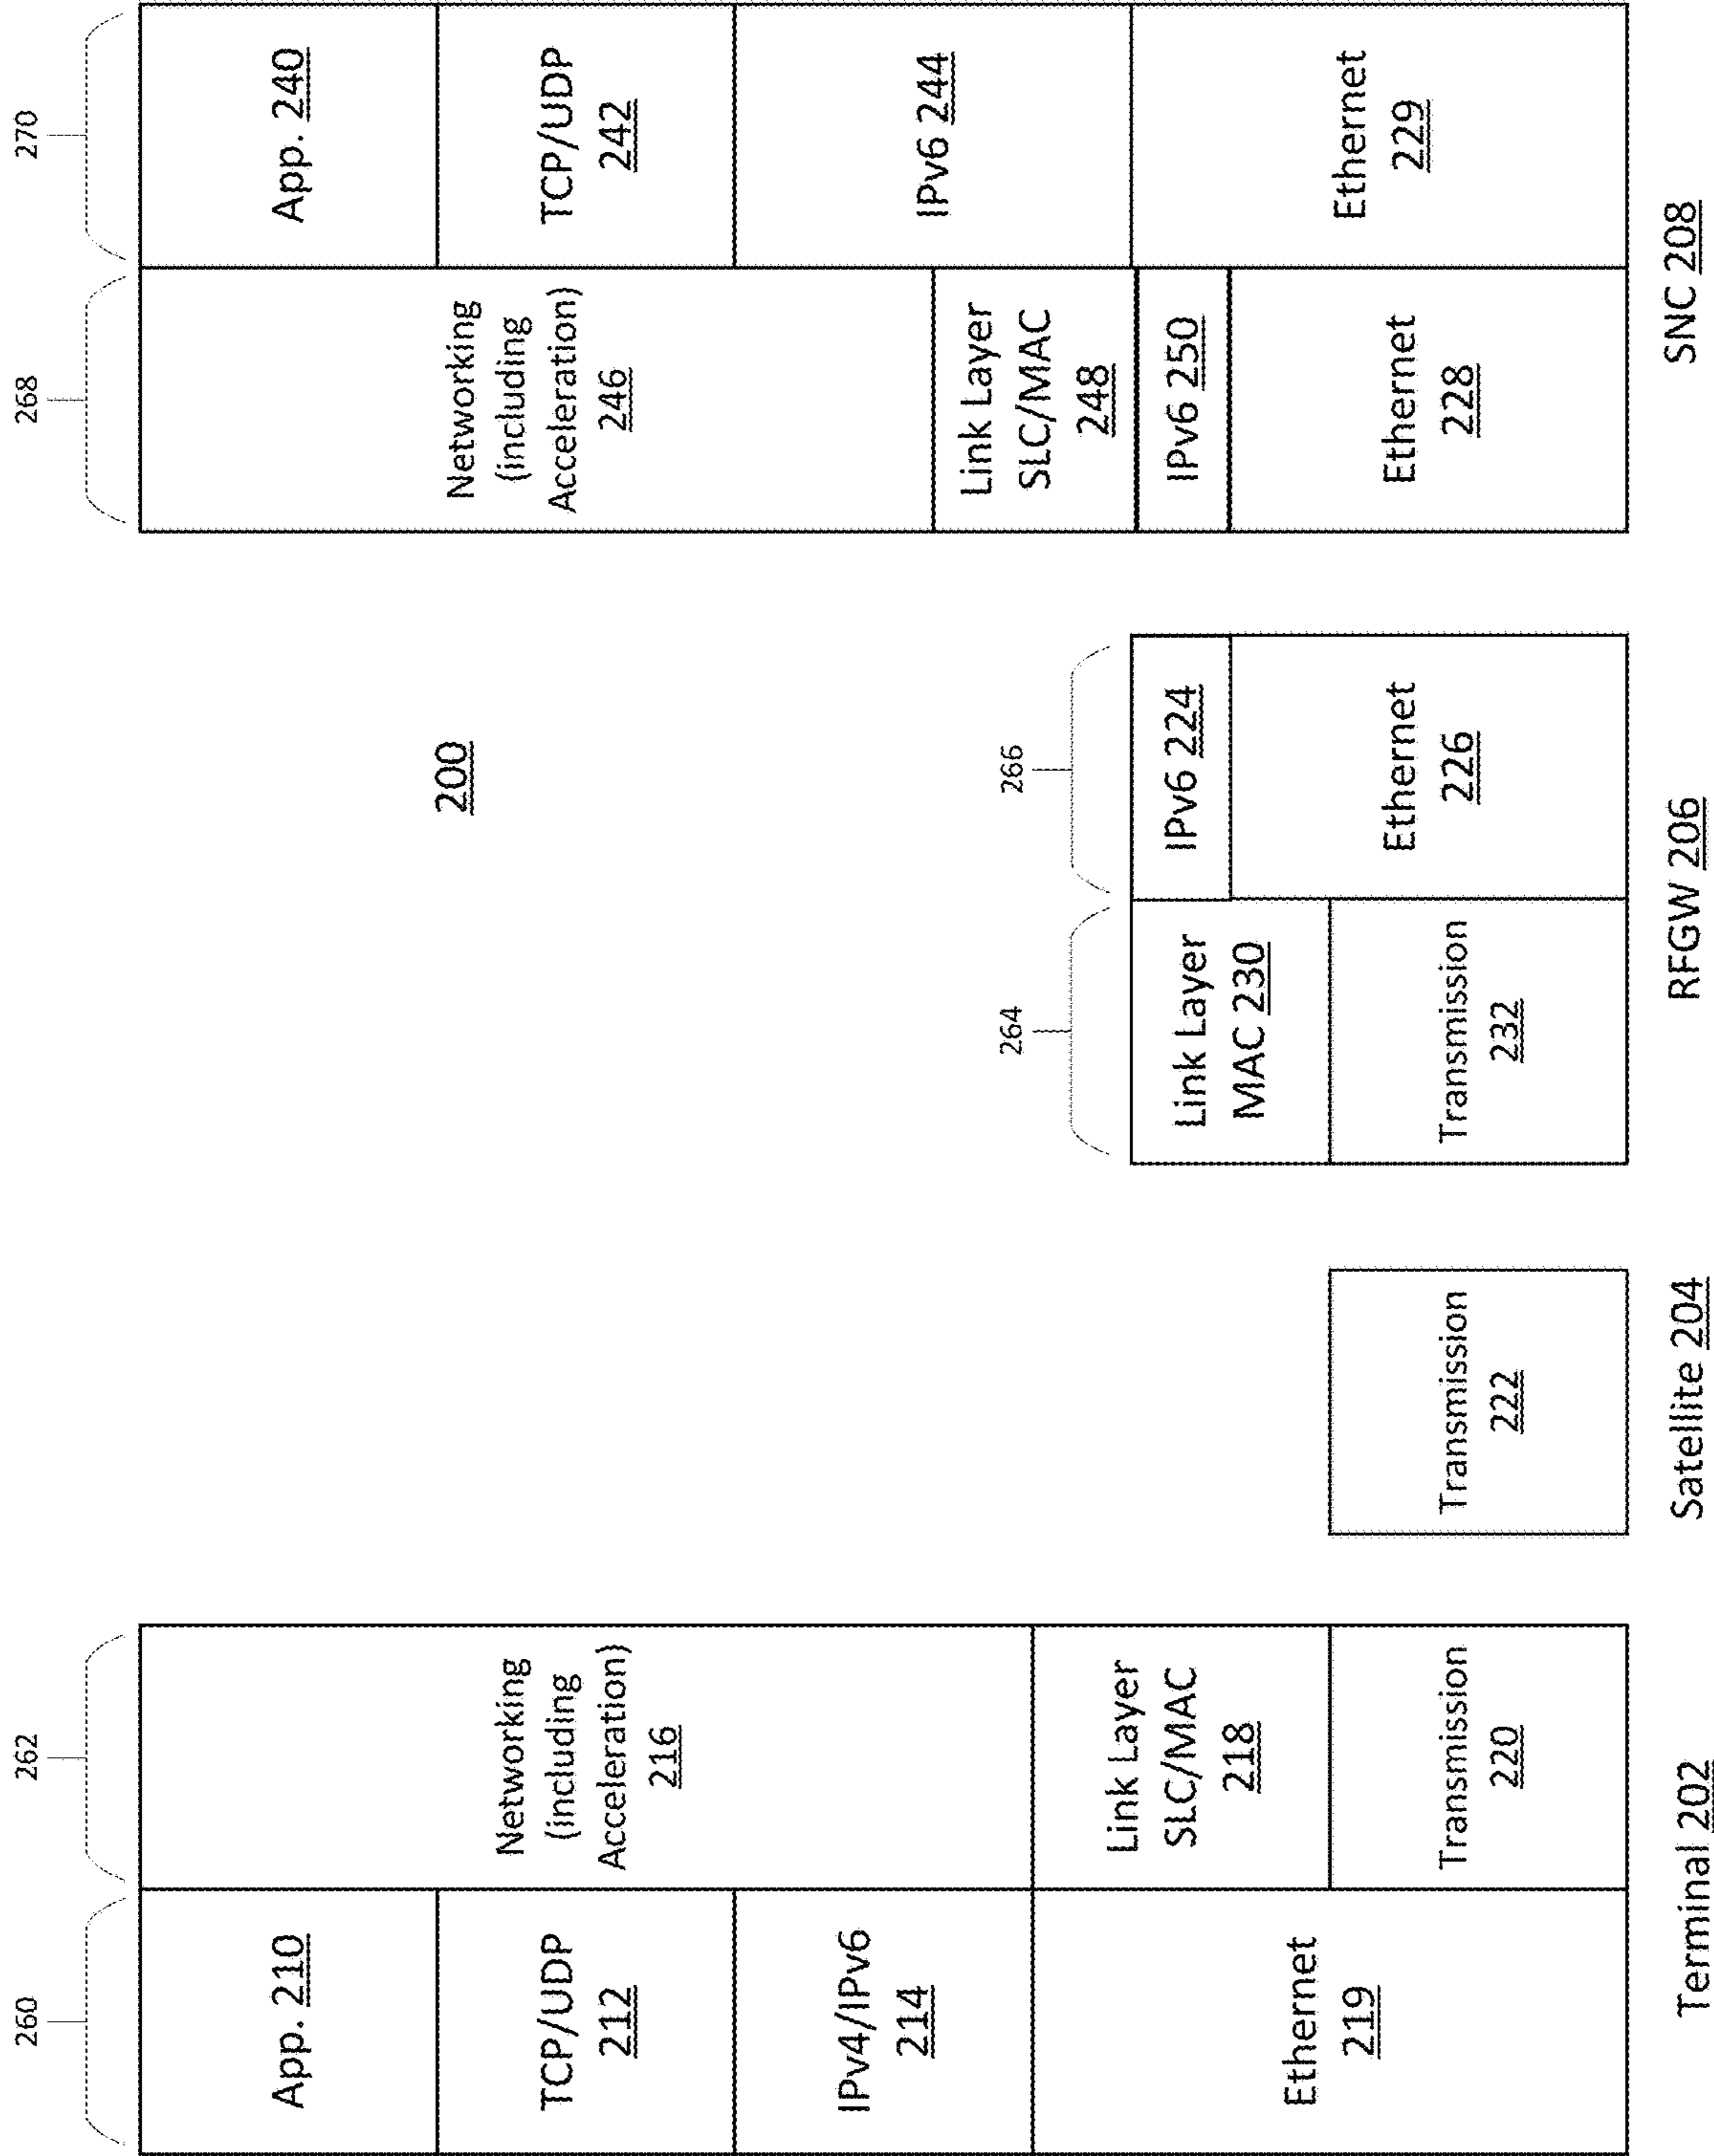 200
260
App. 210
TCP/UDP
212
IPv4/IPv6
214
Ethernet
219
262
Networking
(including
Acceleration)
216
Link Layer
SLC/MAC
218
Transmission
220
Terminal 202
Transmission
222
Satellite 204
264
Link Layer
MAC 230
Transmission
232
266
IPv6 224
Ethernet
226
RFGW 206
268
Networking
(including
Acceleration)
246
Link Layer
SLC/MAC
248
IPv6 250
Ethernet
228
270
App. 240
TCP/UDP
242
IPv6 244
Ethernet
229
SNC 208